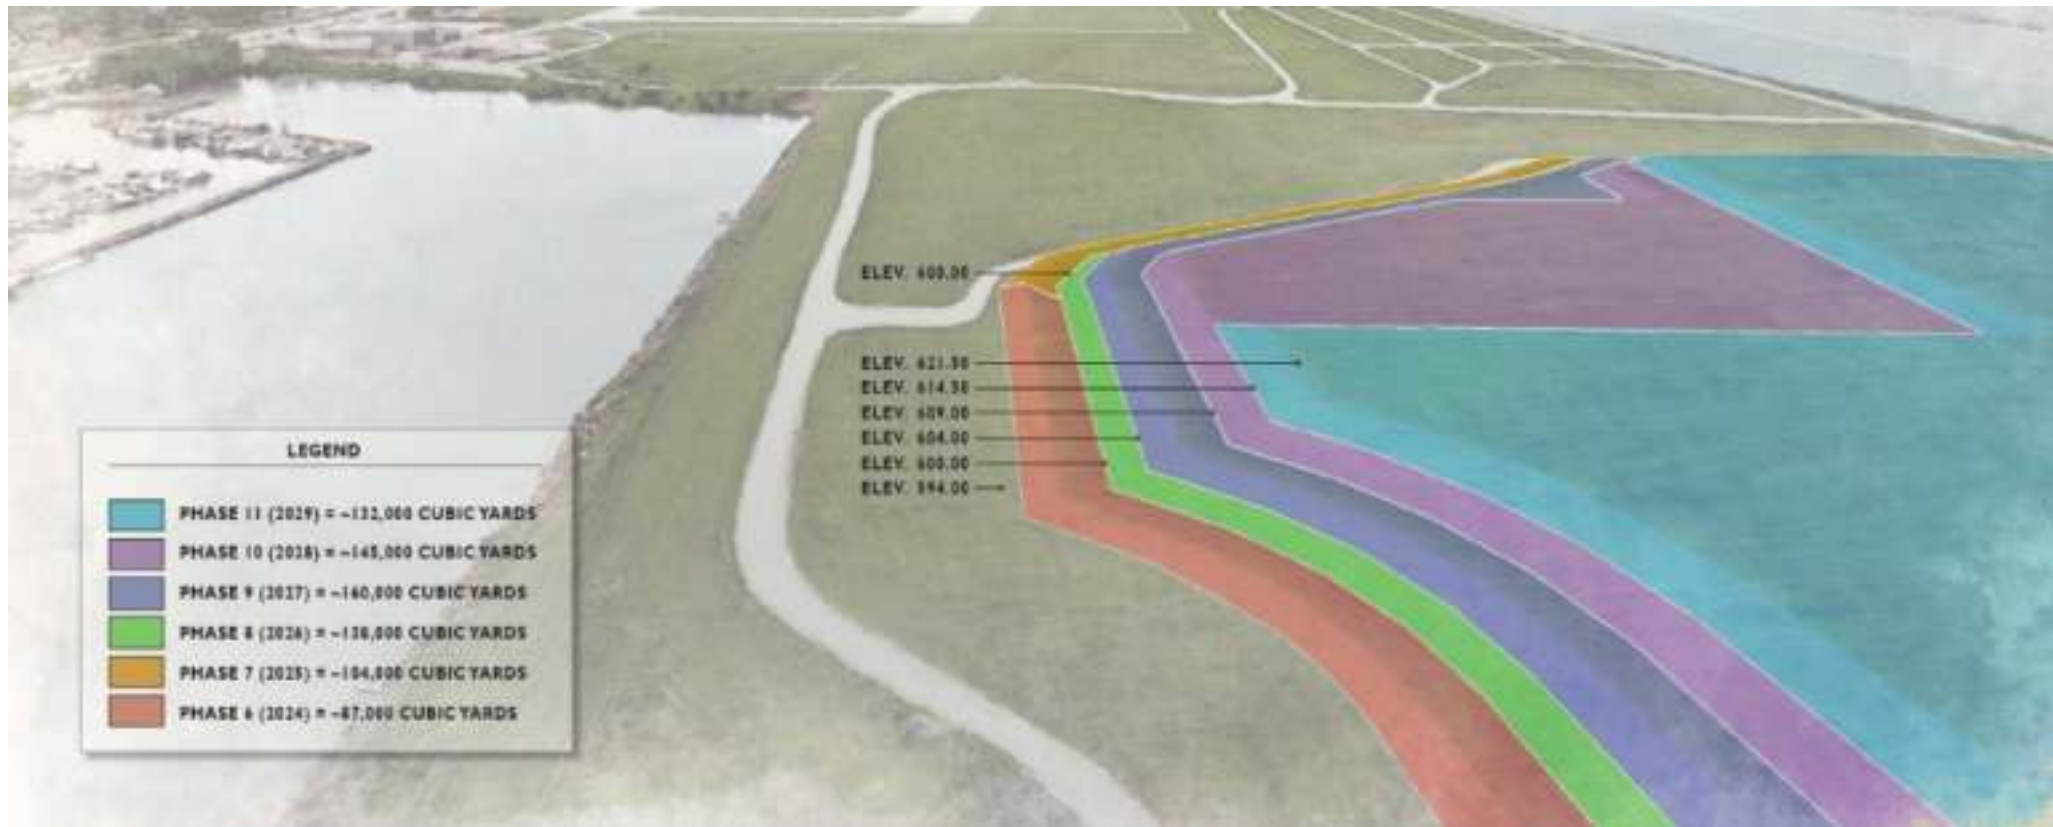 ELEV. 600.00
ELEV. 621.50
ELEV. 614.50
ELEV. 609.00
ELEV. 604.00
ELEV. 600.00
ELEV. 594.00
LEGEND
PHASE 11 (2029) = ~132,000 CUBIC YARDS
PHASE 10 (2028) = ~145,000 CUBIC YARDS
PHASE 9 (2027) = ~160,000 CUBIC YARDS
PHASE 8 (2026) = ~138,000 CUBIC YARDS
PHASE 7 (2025) = ~104,000 CUBIC YARDS
PHASE 6 (2024) = ~87,000 CUBIC YARDS